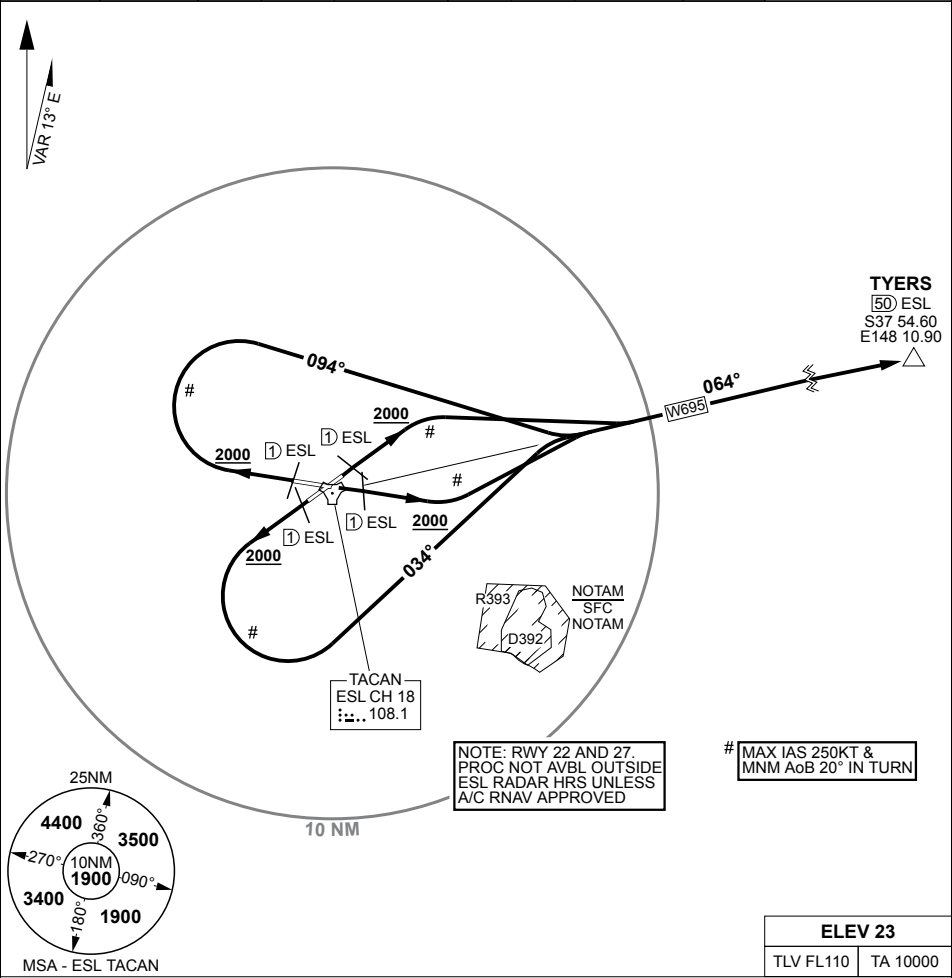 VAR 13° E
TYERS
50 ESL
S37 54.60
E148 10.90
064°
W695
094°
#
2000
#
1 ESL
1 ESL
2000
#
1 ESL
2000
1 ESL
2000
034°
#
R393
D392
NOTAM
SFC
NOTAM
TACAN
ESL CH 18
108.1
NOTE: RWY 22 AND 27.
PROC NOT AVBL OUTSIDE
ESL RADAR HRS UNLESS
A/C RNAV APPROVED
# MAX IAS 250KT &
MNM AoB 20° IN TURN
10 NM
25NM
4400
360°
3500
270°
10NM
1900
090°
3400
180°
1900
MSA - ESL TACAN
ELEV 23
TLV FL110
TA 10000